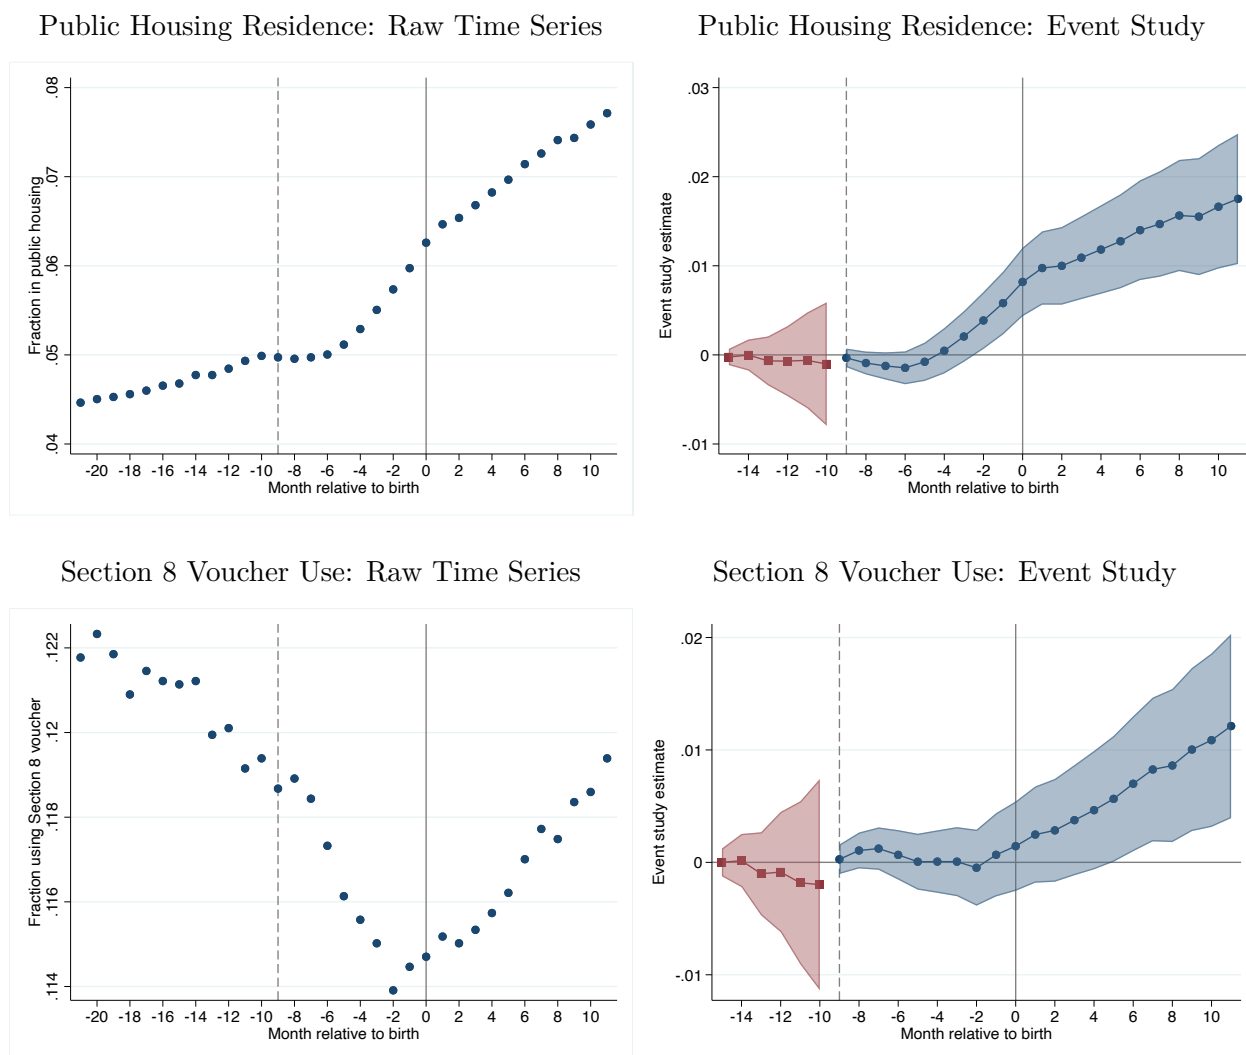 Public Housing Residence: Raw Time Series
Fraction in public housing
.08
.07
.06
.05
.04
-20 -18 -16 -14 -12 -10 -8 -6 -4 -2 0 2 4 6 8 10
Month relative to birth
Public Housing Residence: Event Study
Event study estimate
.03
.02
.01
0
-.01
-14 -12 -10 -8 -6 -4 -2 0 2 4 6 8 10
Month relative to birth
Section 8 Voucher Use: Raw Time Series
Fraction using Section 8 voucher
.122
.12
.118
.116
.114
-20 -18 -16 -14 -12 -10 -8 -6 -4 -2 0 2 4 6 8 10
Month relative to birth
Section 8 Voucher Use: Event Study
Event study estimate
.02
.01
0
-.01
-14 -12 -10 -8 -6 -4 -2 0 2 4 6 8 10
Month relative to birth